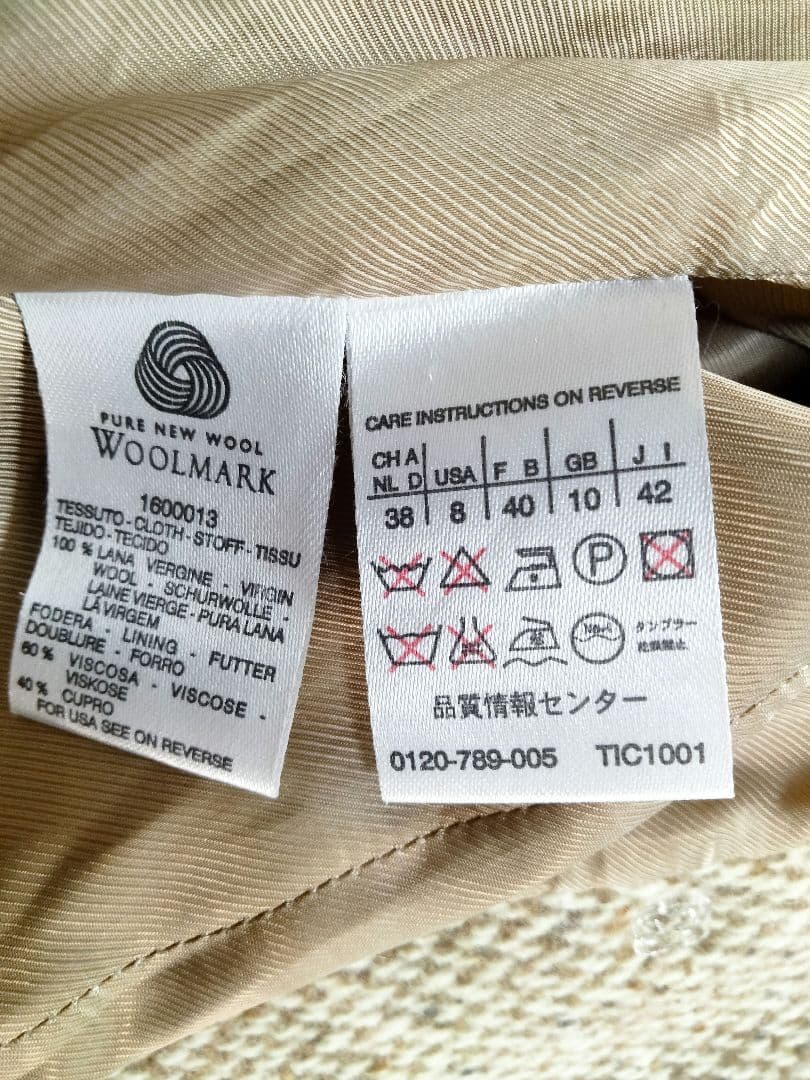 PURE NEW WOOL
WOOLMARK
1600013
TESSUTO - CLOTH - STOFF - TISSU
TEJIDO - TECIDO
100 % LANA VERGINE - VIRGIN
WOOL - SCHURWOLLE -
LAINE VIERGE - PURA LANA
LÁ VIRGEM
FODERA - LINING - FUTTER
DOUBLURE - FORRO
60 % VISCOSA - VISCOSE -
VISKOSE
40 % CUPRO
FOR USA SEE ON REVERSE
CARE INSTRUCTIONS ON REVERSE
CH A USA F B GB J I
NL D
38 8 40 10 42
P
タンブラー
乾燥禁止
品質情報センター
0120-789-005 TIC1001